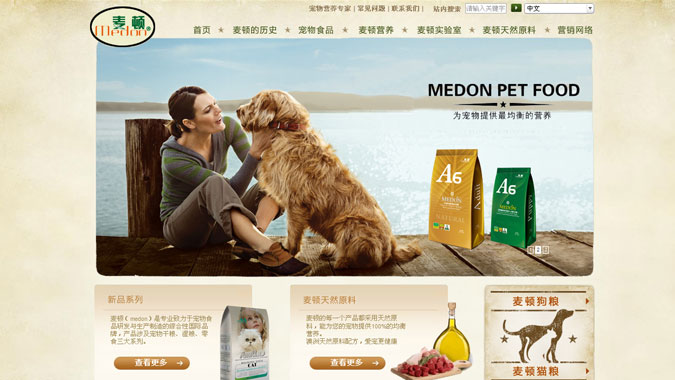 宠物营养专家 | 常见问题 | 联系我们 | 站内搜索 请输入关键字 中文
麦顿®
Medon
首页 ★ 麦顿的历史 ★ 宠物食品 ★ 麦顿营养 ★ 麦顿实验室 ★ 麦顿天然原料 ★ 营销网络
MEDON PET FOOD
为宠物提供最均衡的营养
A6
MEDON
NATURAL
A6
MEDON
1 2
新品系列
麦顿( medon）是专业致力于宠物食
品研发与生产制造的综合性国际品
牌，产品涉及宠物干粮、湿粮、零
食三大系列。
查看更多
CAT
麦顿天然原料
麦顿的每一个产品都采用天然原
料，能为您的宠物提供100%的均衡
营养。
澳洲天然原料配方，爱宠更健康
查看更多
麦顿狗粮
麦顿猫粮